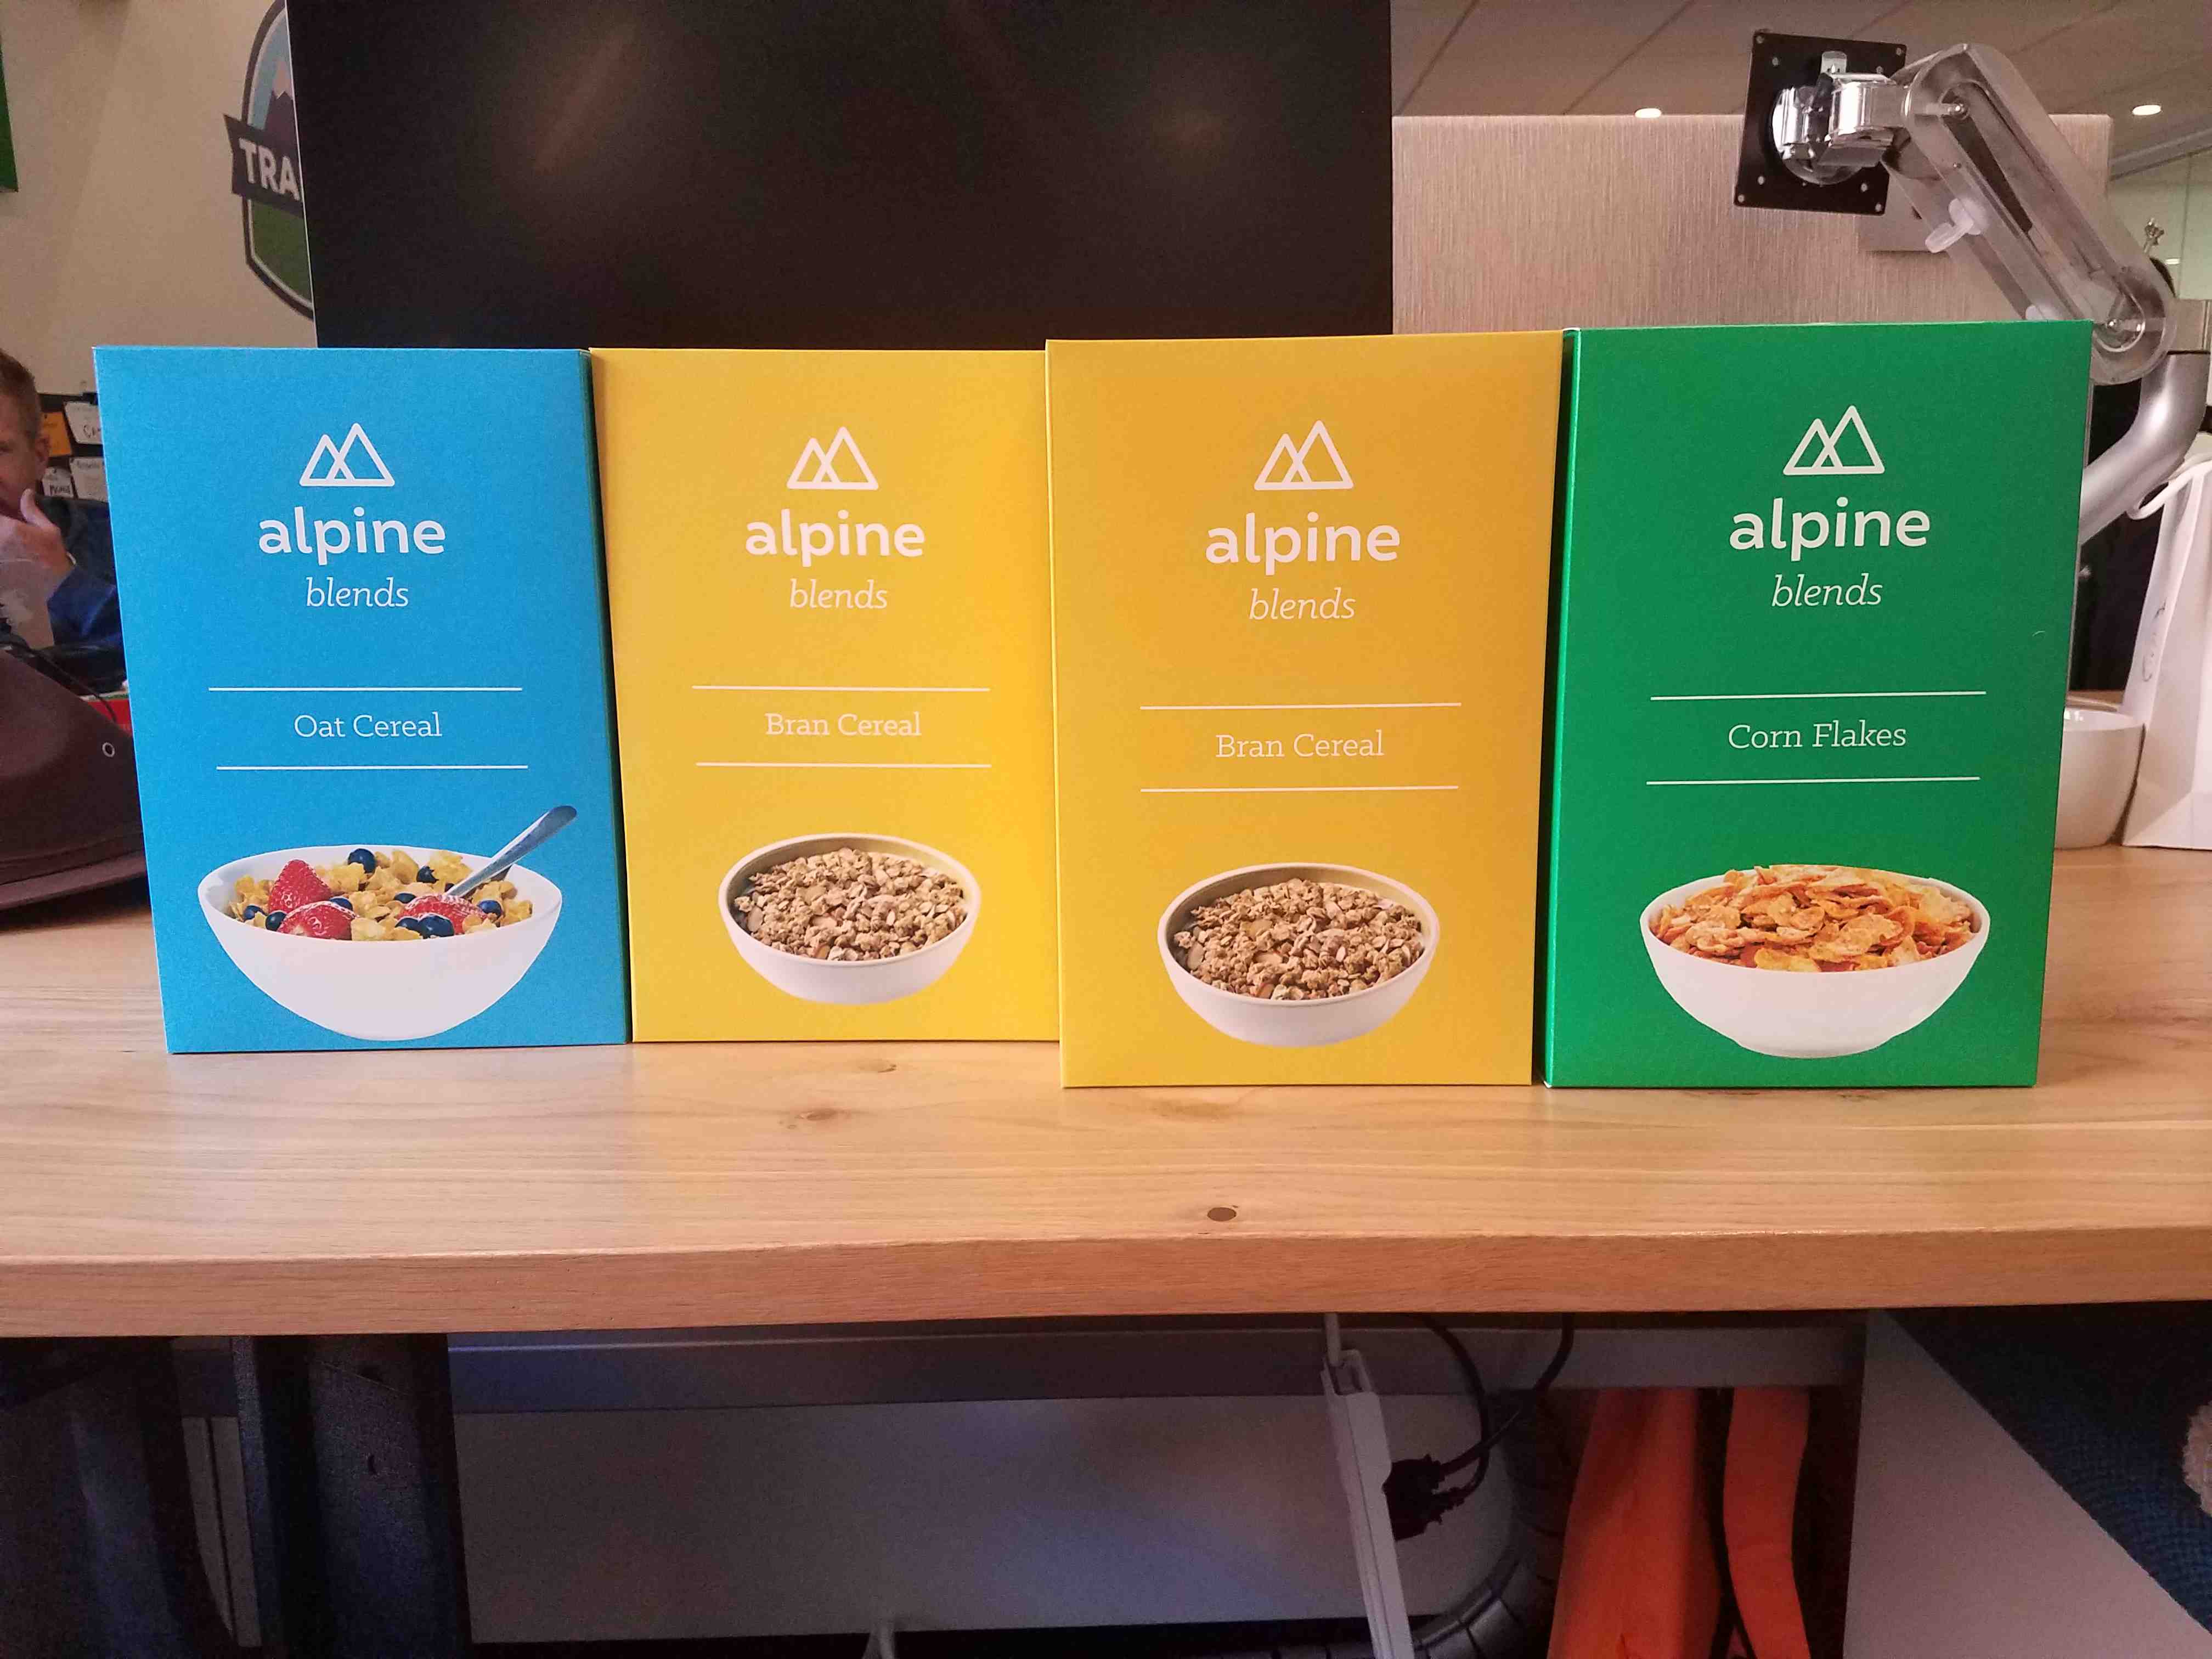 TRA
alpine
blends
Oat Cereal
alpine
blends
Bran Cereal
alpine
blends
Bran Cereal
alpine
blends
Corn Flakes